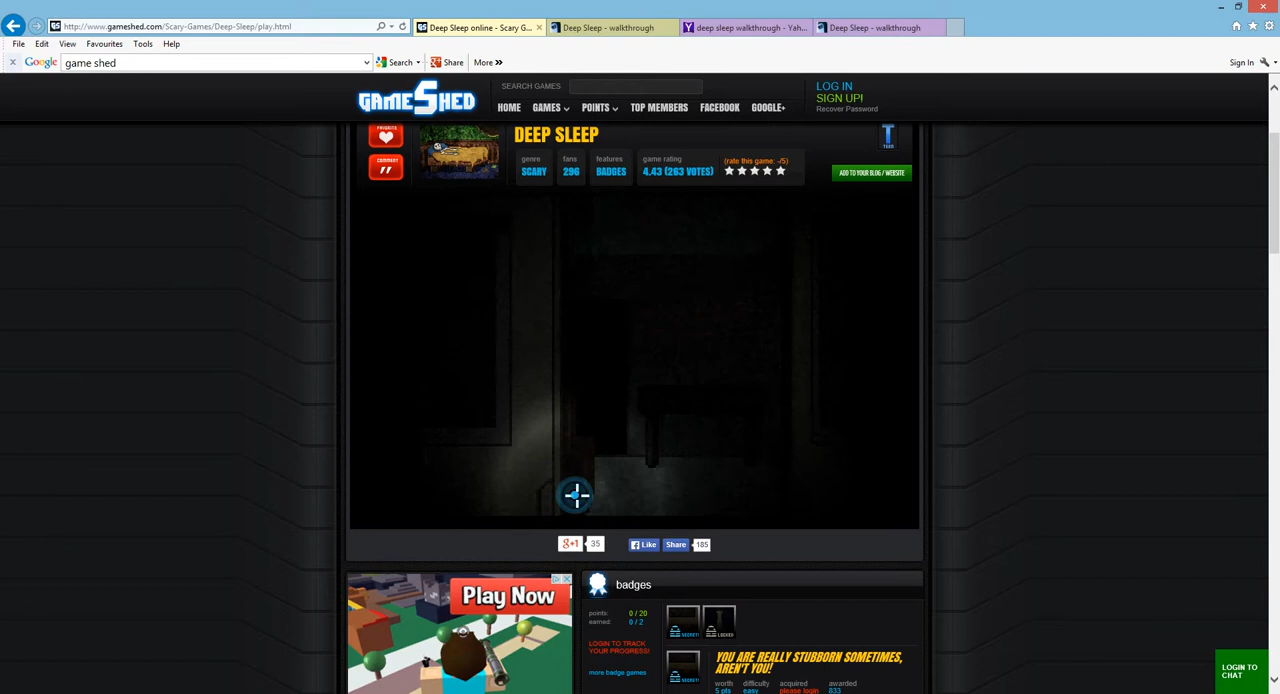 http://www.gameshed.com/Scary-Games/Deep-Sleep/play.html
Deep Sleep online - Scary G...
Deep Sleep - walkthrough
deep sleep walkthrough - Yah...
Deep Sleep - walkthrough
File Edit View Favourites Tools Help
x Google game shed Search Share More »
Sign In
GAMESHED
SEARCH GAMES
LOG IN
SIGN UP!
Recover Password
HOME GAMES POINTS TOP MEMBERS FACEBOOK GOOGLE+
FAVORITE
COMMENT
DEEP SLEEP
T
TEEN
genre
SCARY
fans
296
features
BADGES
game rating
4.43 (263 VOTES)
(rate this game: -/5)
ADD TO YOUR BLOG / WEBSITE
g+1 35 Like Share 185
Play Now
badges
points: 0 / 20
earned: 0 / 2
LOGIN TO TRACK
YOUR PROGRESS!
more badge games
SECRET!
LOCKED
SECRET!
YOU ARE REALLY STUBBORN SOMETIMES,
AREN'T YOU!
worth difficulty acquired awarded
5 pts easy please login 833
LOGIN TO
CHAT